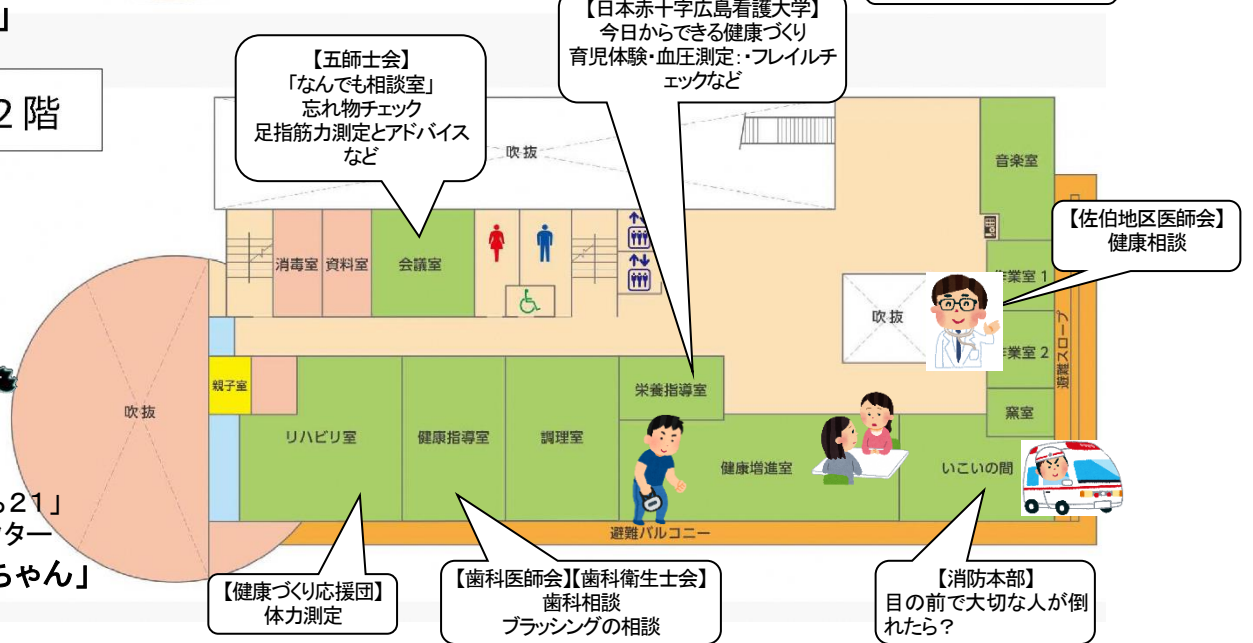 」
【日本赤十字広島看護大学】
今日からできる健康づくり
育児体験・血圧測定:・フレイルチ
ェックなど
【五師士会】
「なんでも相談室」
忘れ物チェック
足指筋力測定とアドバイス
など
2階
吹抜
音楽室
【佐伯地区医師会】
健康相談
消毒室
資料室
会議室
作業室1
吹抜
業室2
避難スロープ
親子室
栄養指導室
窯室
吹抜
リハビリ室
健康指導室
調理室
健康増進室
いこいの間
21」
ター
ちゃん」
避難バルコニー
【健康づくり応援団】
体力測定
【歯科医師会】【歯科衛生士会】
歯科相談
ブラッシングの相談
【消防本部】
目の前で大切な人が倒
れたら?